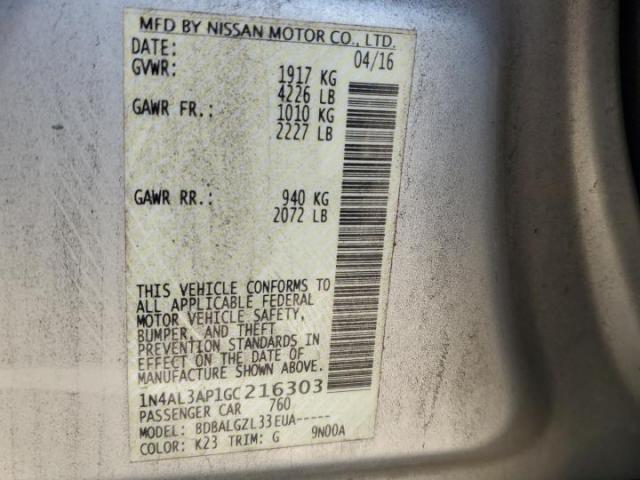 MFD BY NISSAN MOTOR CO., LTD.
DATE: 04/16
GVWR: 1917 KG
4226 LB
GAWR FR.: 1010 KG
2227 LB
GAWR RR.: 940 KG
2072 LB
THIS VEHICLE CONFORMS TO
ALL APPLICABLE FEDERAL
MOTOR VEHICLE SAFETY,
BUMPER, AND THEFT
PREVENTION STANDARDS IN
EFFECT ON THE DATE OF
MANUFACTURE SHOWN ABOVE.
1N4AL3AP1GC216303
PASSENGER CAR 760
MODEL: BDBALGZL33EUA-----
COLOR: K23 TRIM: G 9N00A